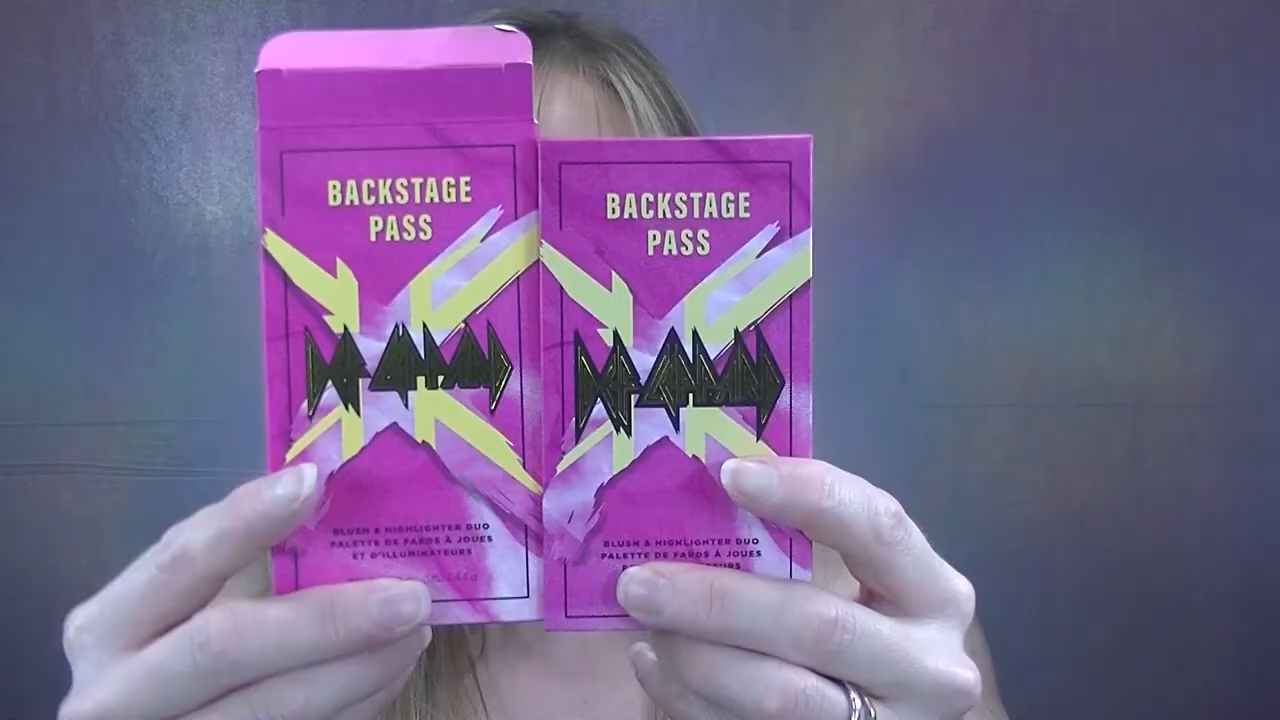 BACKSTAGE
PASS
DEF LEPPARD
BLUSH & HIGHLIGHTER DUO
PALETTE DE FARDS À JOUES
ET D'ILLUMINATEURS
BACKSTAGE
PASS
DEF LEPPARD
BLUSH & HIGHLIGHTER DUO
PALETTE DE FARDS À JOUES